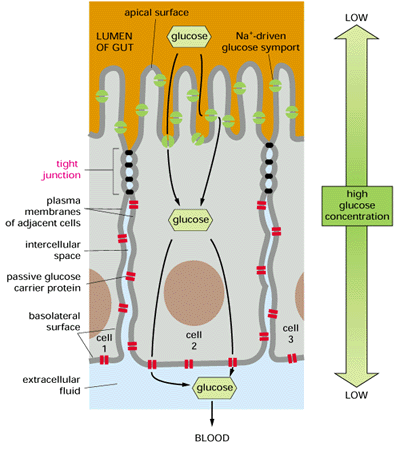 apical surface
LUMEN
OF GUT
glucose
Na⁺-driven
glucose symport
LOW
tight
junction
plasma
membranes
of adjacent cells
glucose
high
glucose
concentration
intercellular
space
passive glucose
carrier protein
basolateral
surface
cell
1
cell
2
cell
3
extracellular
fluid
glucose
LOW
BLOOD